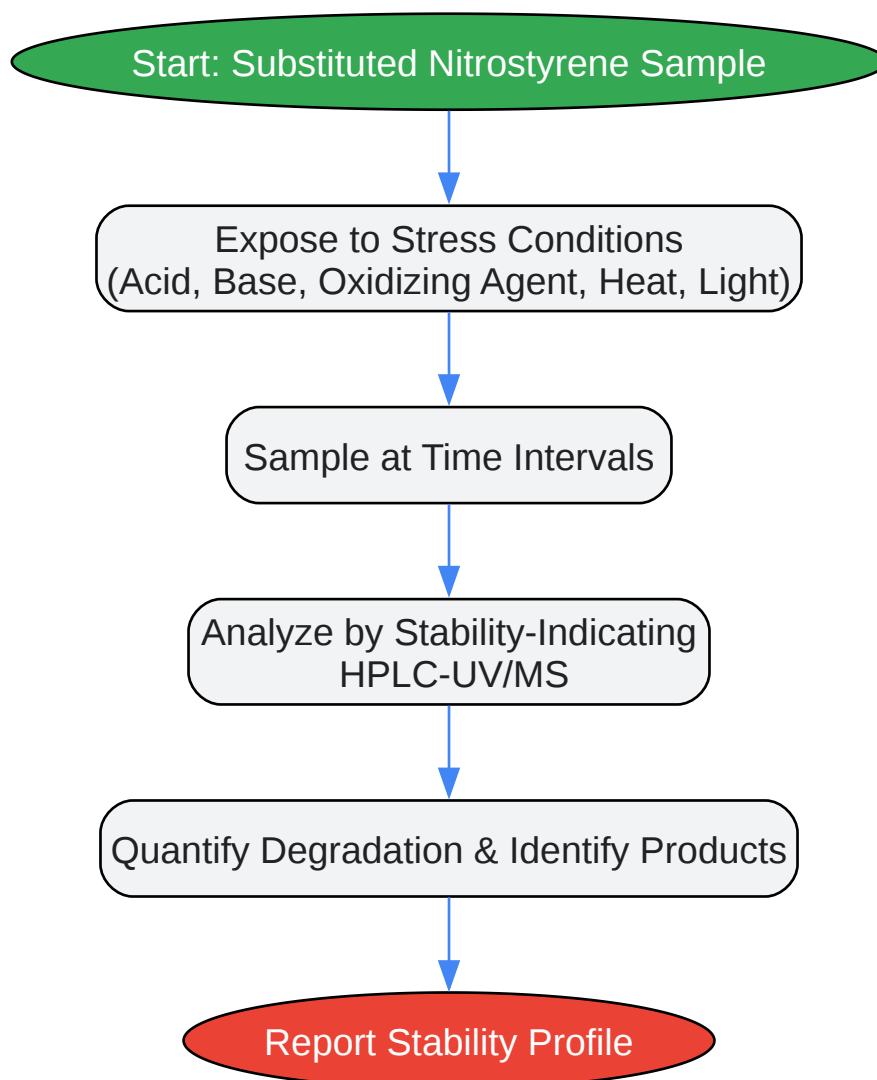 Start: Substituted Nitrostyrene Sample
Expose to Stress Conditions
(Acid, Base, Oxidizing Agent, Heat, Light)
Sample at Time Intervals
Analyze by Stability-Indicating
HPLC-UV/MS
Quantify Degradation & Identify Products
Report Stability Profile